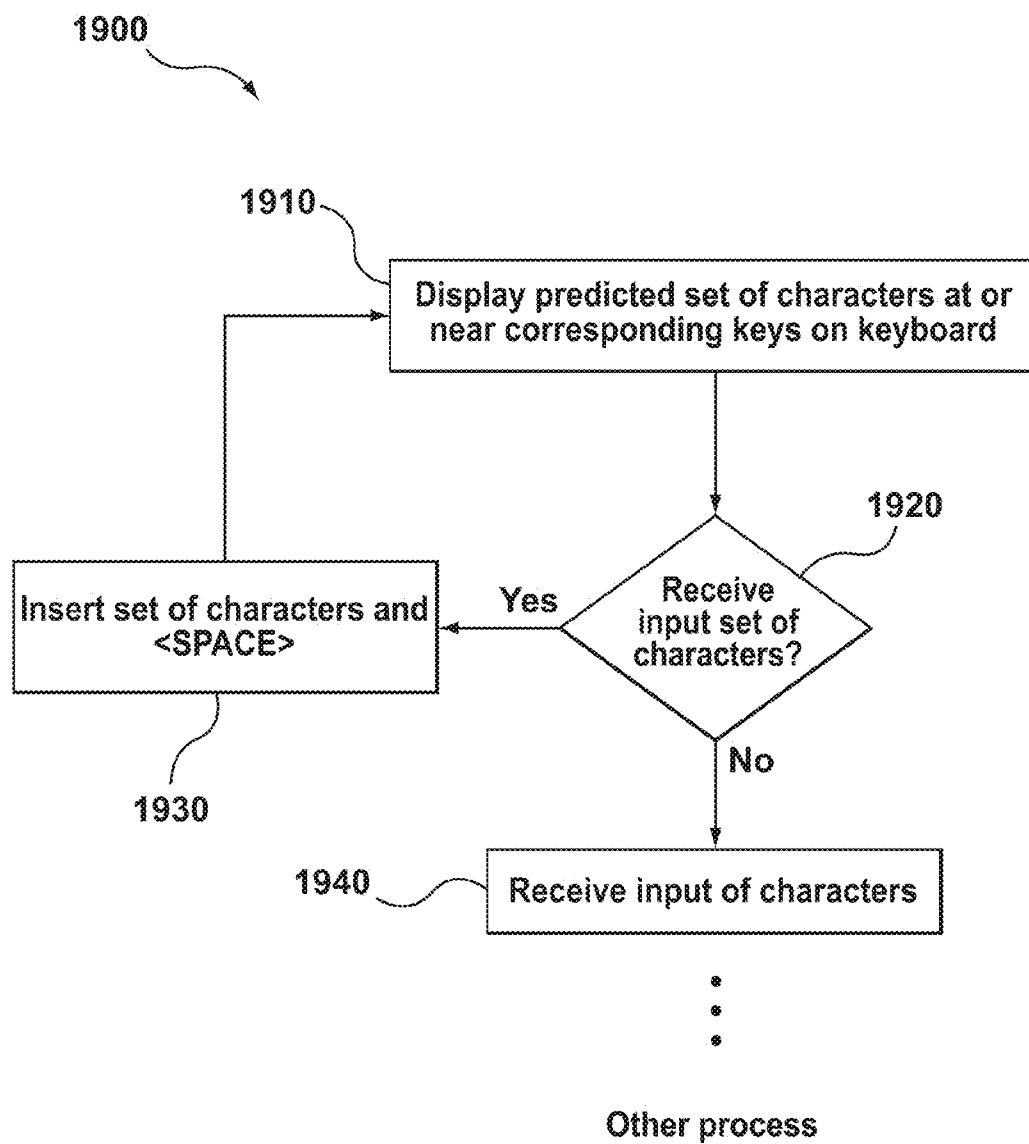 1900
1910
Display predicted set of characters at or
near corresponding keys on keyboard
1920
Receive
input set of
characters?
Yes
Insert set of characters and
<SPACE>
1930
No
1940
Receive input of characters
Other process